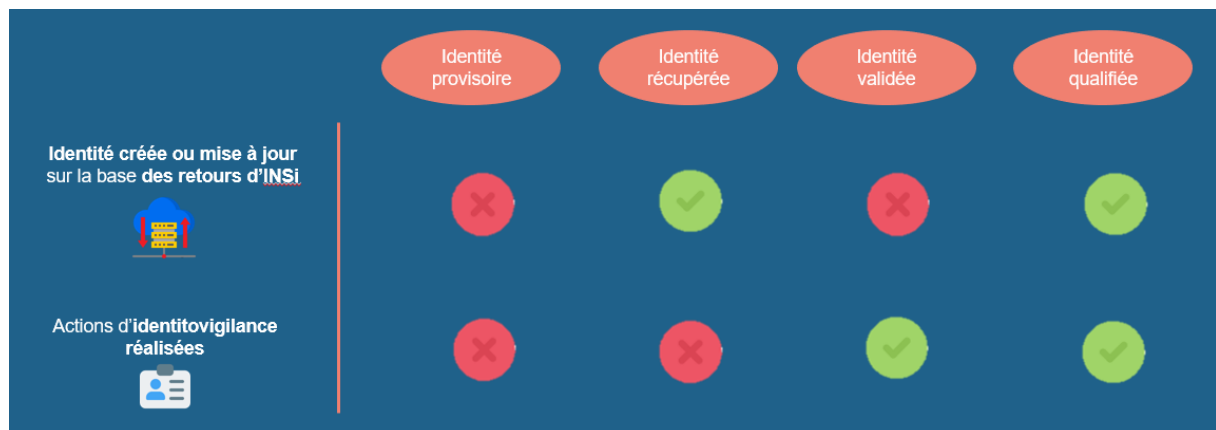 Identité
provisoire
Identité
récupérée
Identité
validée
Identité
qualifiée
Identité créée ou mise à jour
sur la base des retours d'INSi
Actions d'identitovigilance
réalisées